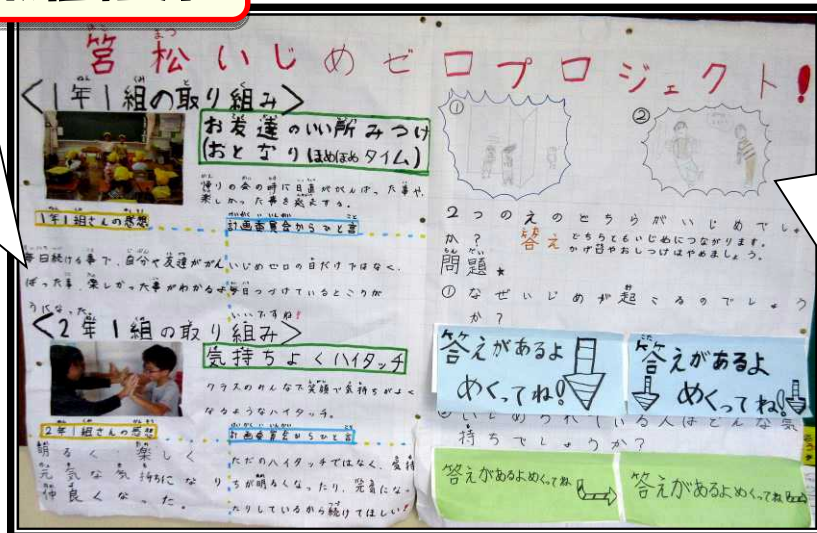 筥松いじめゼロプロジェクト!
<1年1組の取り組み>
お友達のいい所みつけ
(おとなりほめほめタイム)
帰りの会の時に日直ががんばった事や、
楽しかった事を発表する。
1年1組さんの感想
毎日続ける事で、自分や友達ががん
ばった事、楽しかった事がわかるよ
うになった。
計画委員会からひと言
いじめゼロの日だけではなく、
毎日つづけているところが
いいですね!
<2年1組の取り組み>
気持ちよくハイタッチ
クラスのみんなで笑顔で気持ちがよく
なるようなハイタッチ。
2年1組さんの感想
明るく、楽しく
元気な気持ちになり
仲良くなった。
計画委員会からひと言
ただのハイタッチではなく、気持
ちが明るくなったり、
たりしているから続けてほしい!
①
②
2つのえのどちらがいじめでしょ
か?
答え どちらともいじめにつながります。
かげ口やおしつけはやめましょう。
問題★
①なぜいじめが起こるのでしょう
か?
答えがあるよ
めくってね!
答えがあるよ
めくってね!
②いじめられている人はどんな気
持ちでしょうか?
答えがあるよめくってね
答えがあるよめくってね